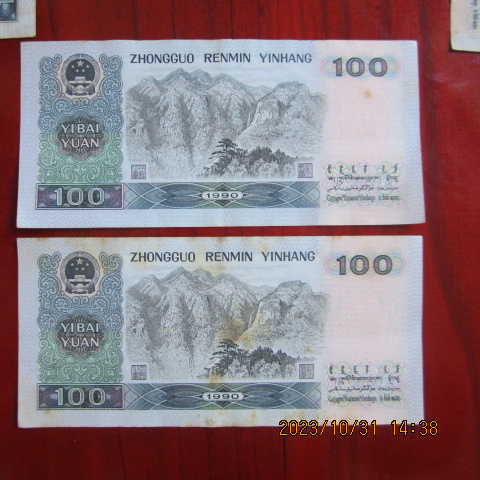 ZHONGGUO RENMIN YINHANG
100
YIBAI
YUAN
100
1990
ZHONGGUO RENMIN YINHANG
100
YIBAI
YUAN
100
1990
2023/10/31 14:38